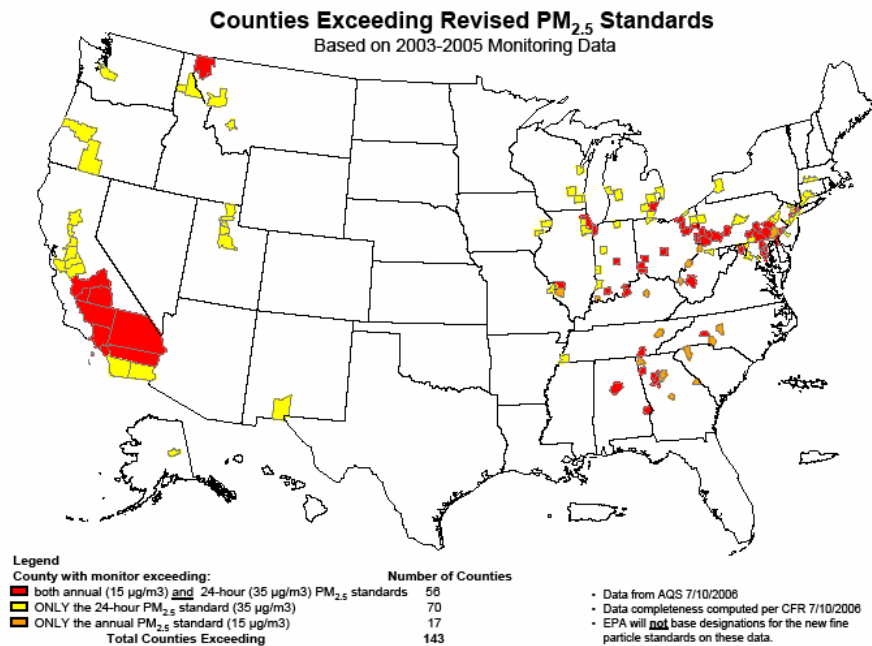 Counties Exceeding Revised PM2.5 Standards
Based on 2003-2005 Monitoring Data
Legend
County with monitor exceeding: Number of Counties
both annual (15 µg/m3) and 24-hour (35 µg/m3) PM2.5 standards 56
ONLY the 24-hour PM2.5 standard (35 µg/m3) 70
ONLY the annual PM2.5 standard (15 µg/m3) 17
Total Counties Exceeding 143
• Data from AQS 7/10/2006
• Data completeness computed per CFR 7/10/2006
• EPA will not base designations for the new fine
particle standards on these data.